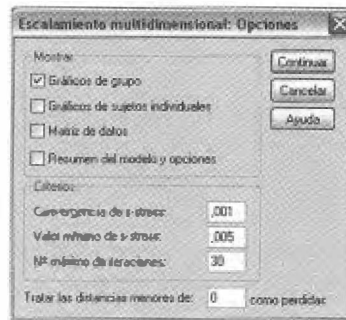 Escalamiento multidimensional: Opciones
Mostrar
Gráficos de grupo
Gráficos de sujetos individuales
Matriz de datos
Resumen del modelo y opciones
Continuar
Cancelar
Ayuda
Criterios
Convergencia de s-stress: ,001
Valor mínimo de s-stress: ,005
Nº máximo de iteraciones: 30
Tratar las distancias menores de: 0 como perdidas